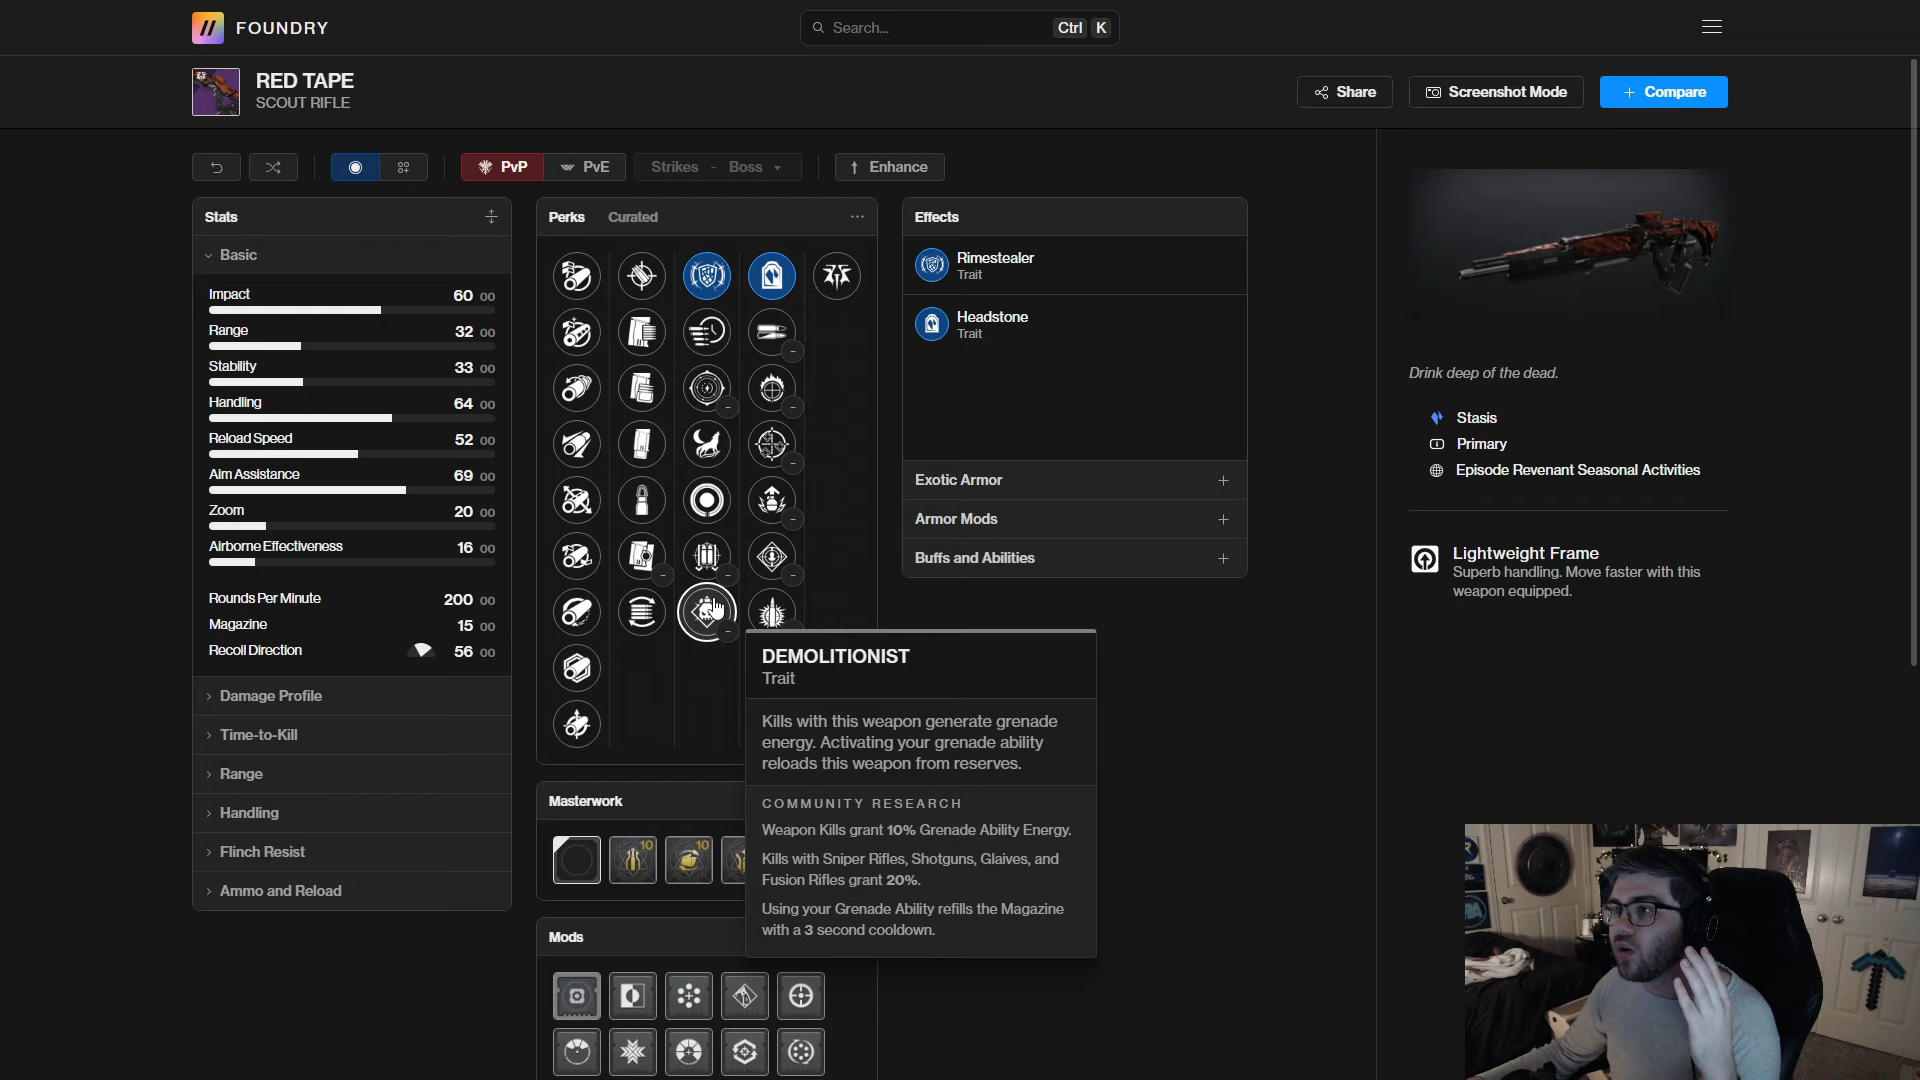 FOUNDRY
Search...
Ctrl
K
RED TAPE
SCOUT RIFLE
Share
Screenshot Mode
+ Compare
PvP
PvE
Strikes - Boss
Enhance
Stats
Basic
Impact 60 00
Range 32 00
Stability 33 00
Handling 64 00
Reload Speed 52 00
Aim Assistance 69 00
Zoom 20 00
Airborne Effectiveness 16 00
Rounds Per Minute 200 00
Magazine 15 00
Recoil Direction 56 00
Damage Profile
Time-to-Kill
Range
Handling
Flinch Resist
Ammo and Reload
Perks Curated
DEMOLITIONIST
Trait
Kills with this weapon generate grenade
energy. Activating your grenade ability
reloads this weapon from reserves.
COMMUNITY RESEARCH
Weapon Kills grant 10% Grenade Ability Energy.
Kills with Sniper Rifles, Shotguns, Glaives, and
Fusion Rifles grant 20%.
Using your Grenade Ability refills the Magazine
with a 3 second cooldown.
Masterwork
10
10
Mods
Effects
Rimestealer
Trait
Headstone
Trait
Exotic Armor +
Armor Mods +
Buffs and Abilities +
Drink deep of the dead.
Stasis
Primary
Episode Revenant Seasonal Activities
Lightweight Frame
Superb handling. Move faster with this
weapon equipped.